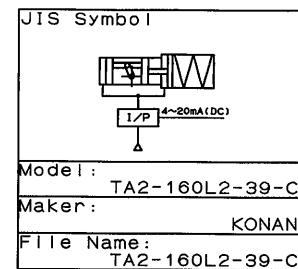 JIS Symbol
I/P
4~20mA(DC)
Model:
TA2-160L2-39-C
Maker:
KONAN
File Name:
TA2-160L2-39-C